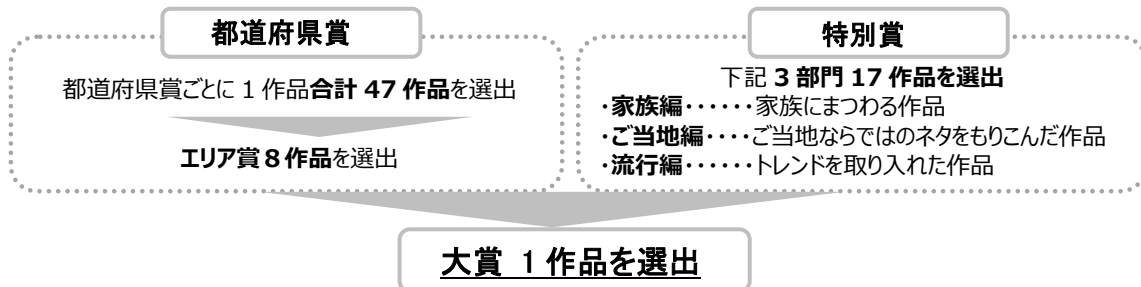 都道府県賞
都道府県賞ごとに 1 作品合計 47 作品を選出
エリア賞 8 作品を選出
特別賞
下記 3 部門 17 作品を選出
・家族編・・・・・・家族にまつわる作品
・ご当地編・・・・ご当地ならではのネタをもりこんだ作品
・流行編・・・・・・トレンドを取り入れた作品
大賞 1 作品を選出